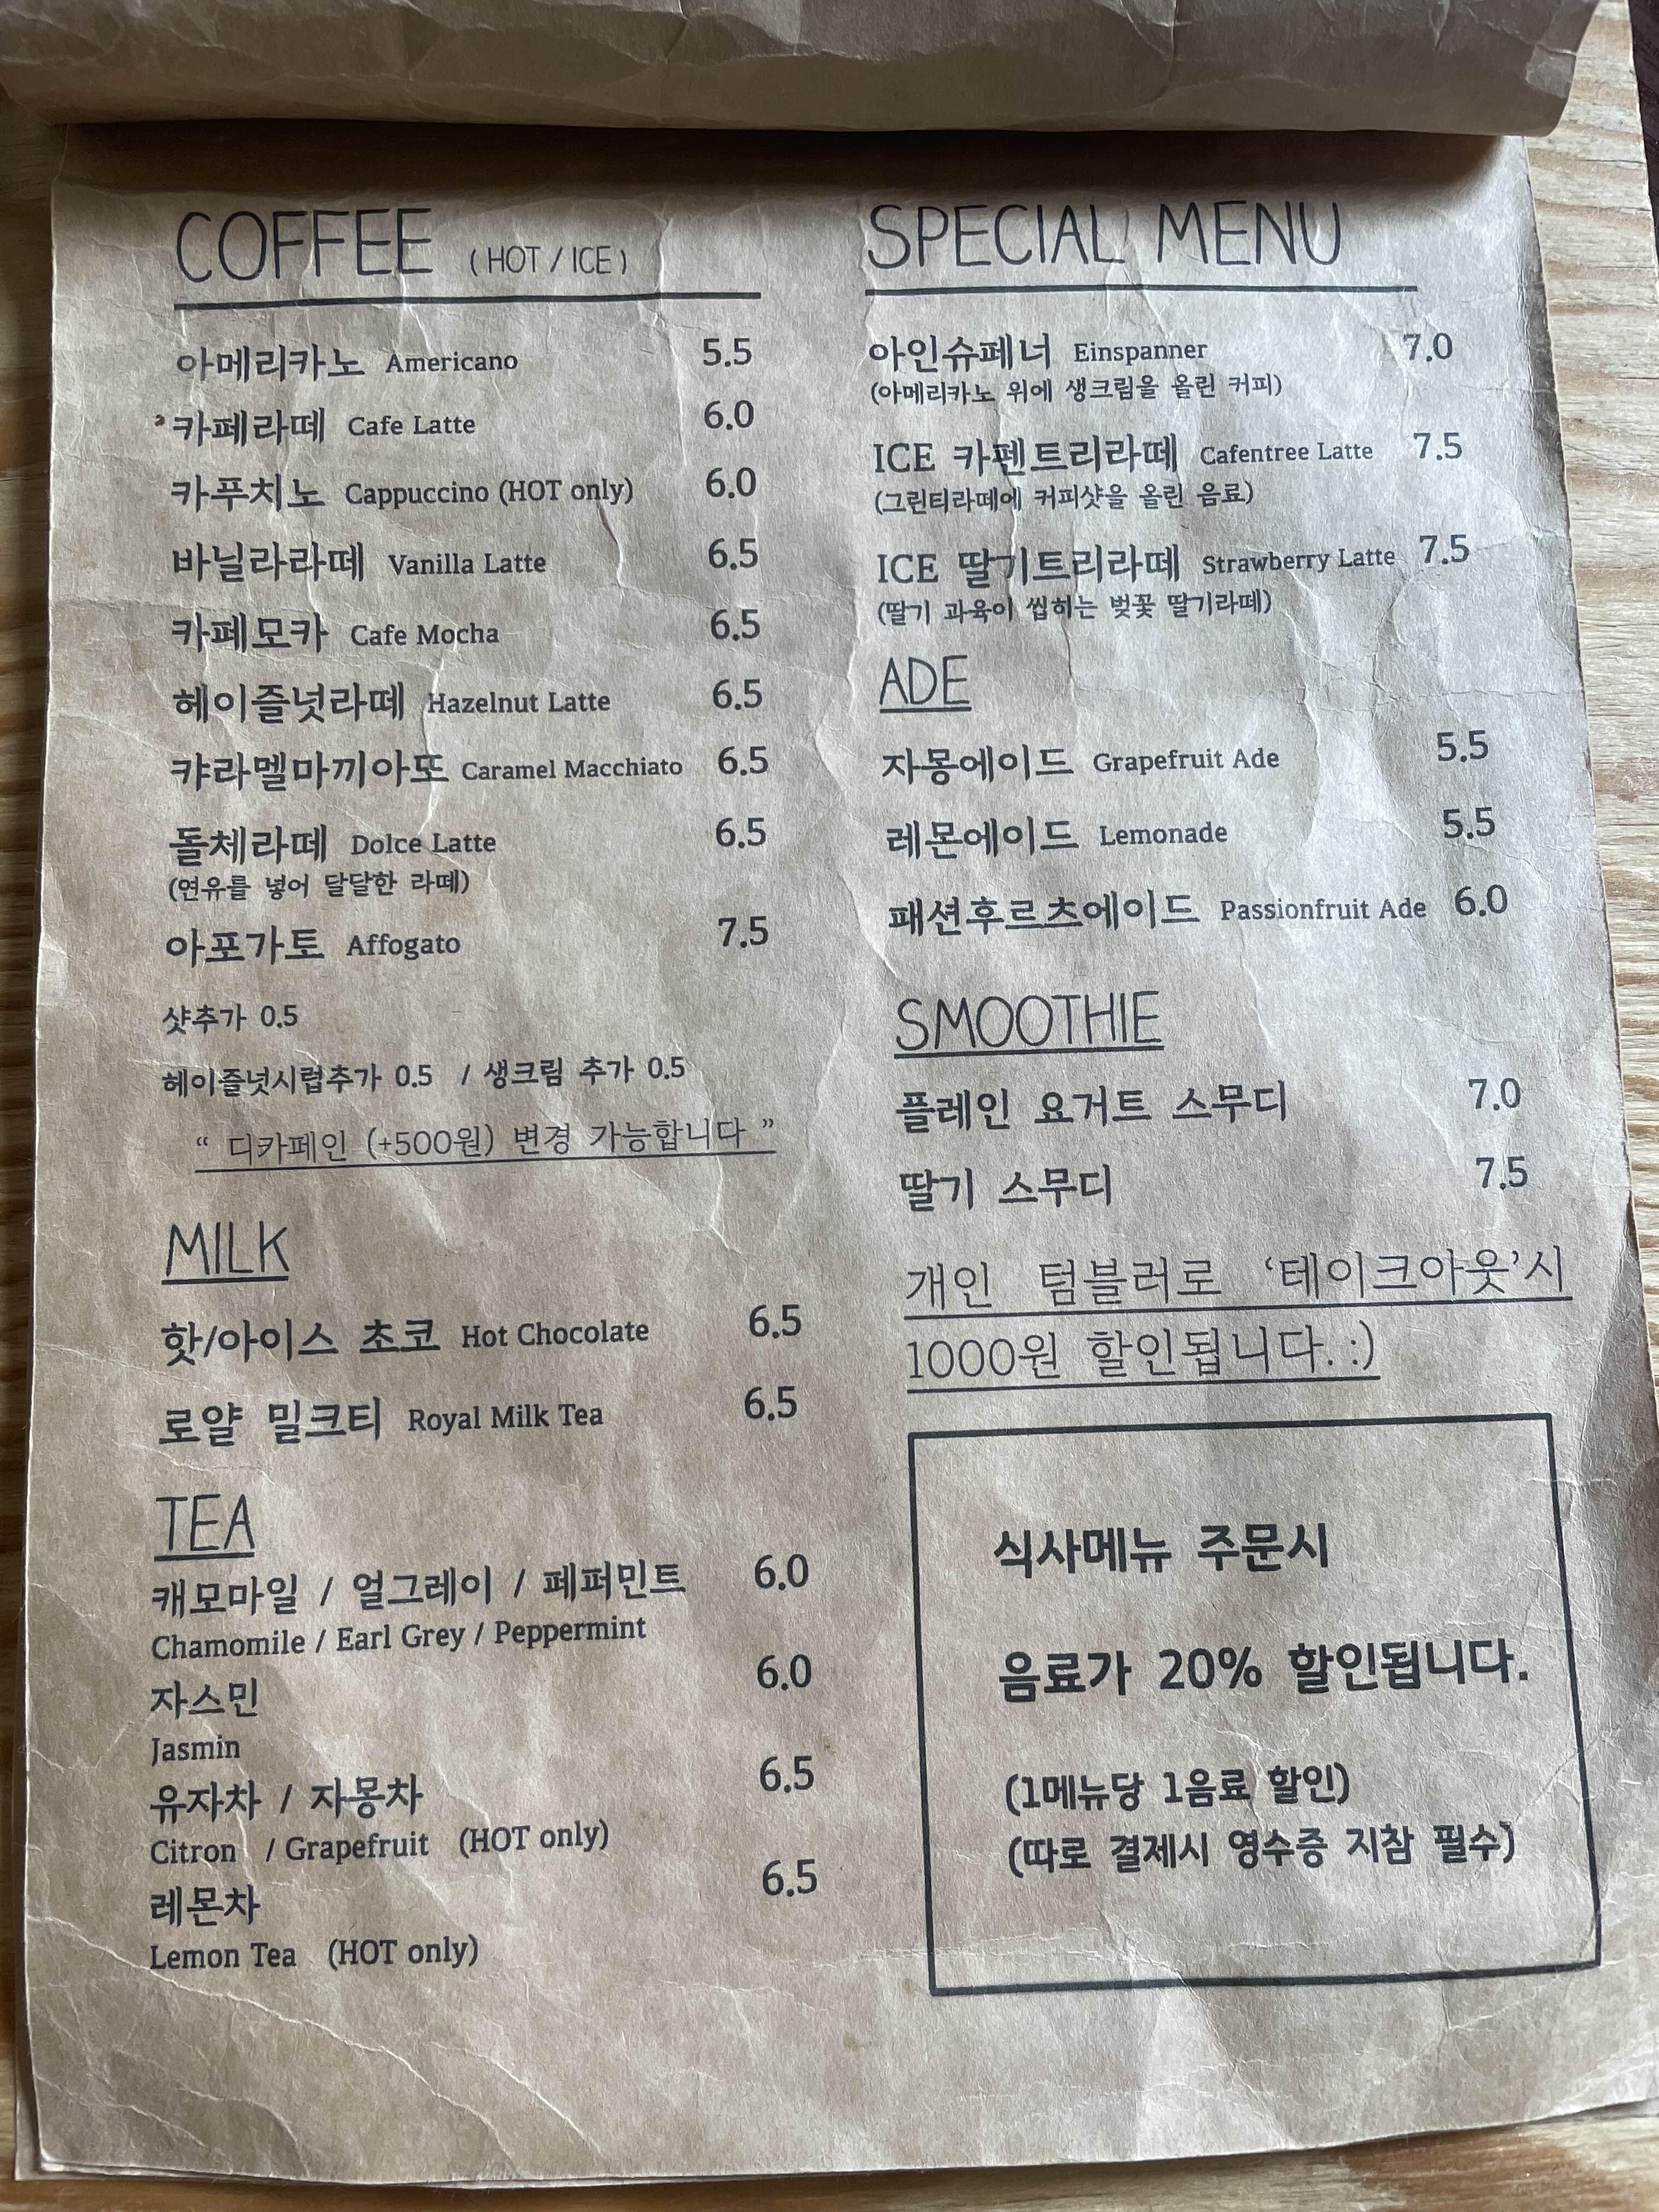 COFFEE (HOT / ICE)
아메리카노 Americano 5.5
카페라떼 Cafe Latte 6.0
카푸치노 Cappuccino (HOT only) 6.0
바닐라라떼 Vanilla Latte 6.5
카페모카 Cafe Mocha 6.5
헤이즐넛라떼 Hazelnut Latte 6.5
캬라멜마끼아또 Caramel Macchiato 6.5
돌체라떼 Dolce Latte 6.5
(연유를 넣어 달달한 라떼)
아포가토 Affogato 7.5
샷추가 0.5
헤이즐넛시럽추가 0.5 / 생크림 추가 0.5
“ 디카페인 (+500원) 변경 가능합니다 ”
MILK
핫/아이스 초코 Hot Chocolate 6.5
로얄 밀크티 Royal Milk Tea 6.5
TEA
캐모마일 / 얼그레이 / 페퍼민트 6.0
Chamomile / Earl Grey / Peppermint
자스민 6.0
Jasmin
유자차 / 자몽차 6.5
Citron / Grapefruit (HOT only)
레몬차 6.5
Lemon Tea (HOT only)
SPECIAL MENU
아인슈페너 Einspanner 7.0
(아메리카노 위에 생크림을 올린 커피)
ICE 카펜트리라떼 Cafentree Latte 7.5
(그린티라떼에 커피샷을 올린 음료)
ICE 딸기트리라떼 Strawberry Latte 7.5
(딸기 과육이 씹히는 벚꽃 딸기라떼)
ADE
자몽에이드 Grapefruit Ade 5.5
레몬에이드 Lemonade 5.5
패션후르츠에이드 Passionfruit Ade 6.0
SMOOTHIE
플레인 요거트 스무디 7.0
딸기 스무디 7.5
개인 텀블러로 ‘테이크아웃’시
1000원 할인됩니다. :)
식사메뉴 주문시
음료가 20% 할인됩니다.
(1메뉴당 1음료 할인)
(따로 결제시 영수증 지참 필수)